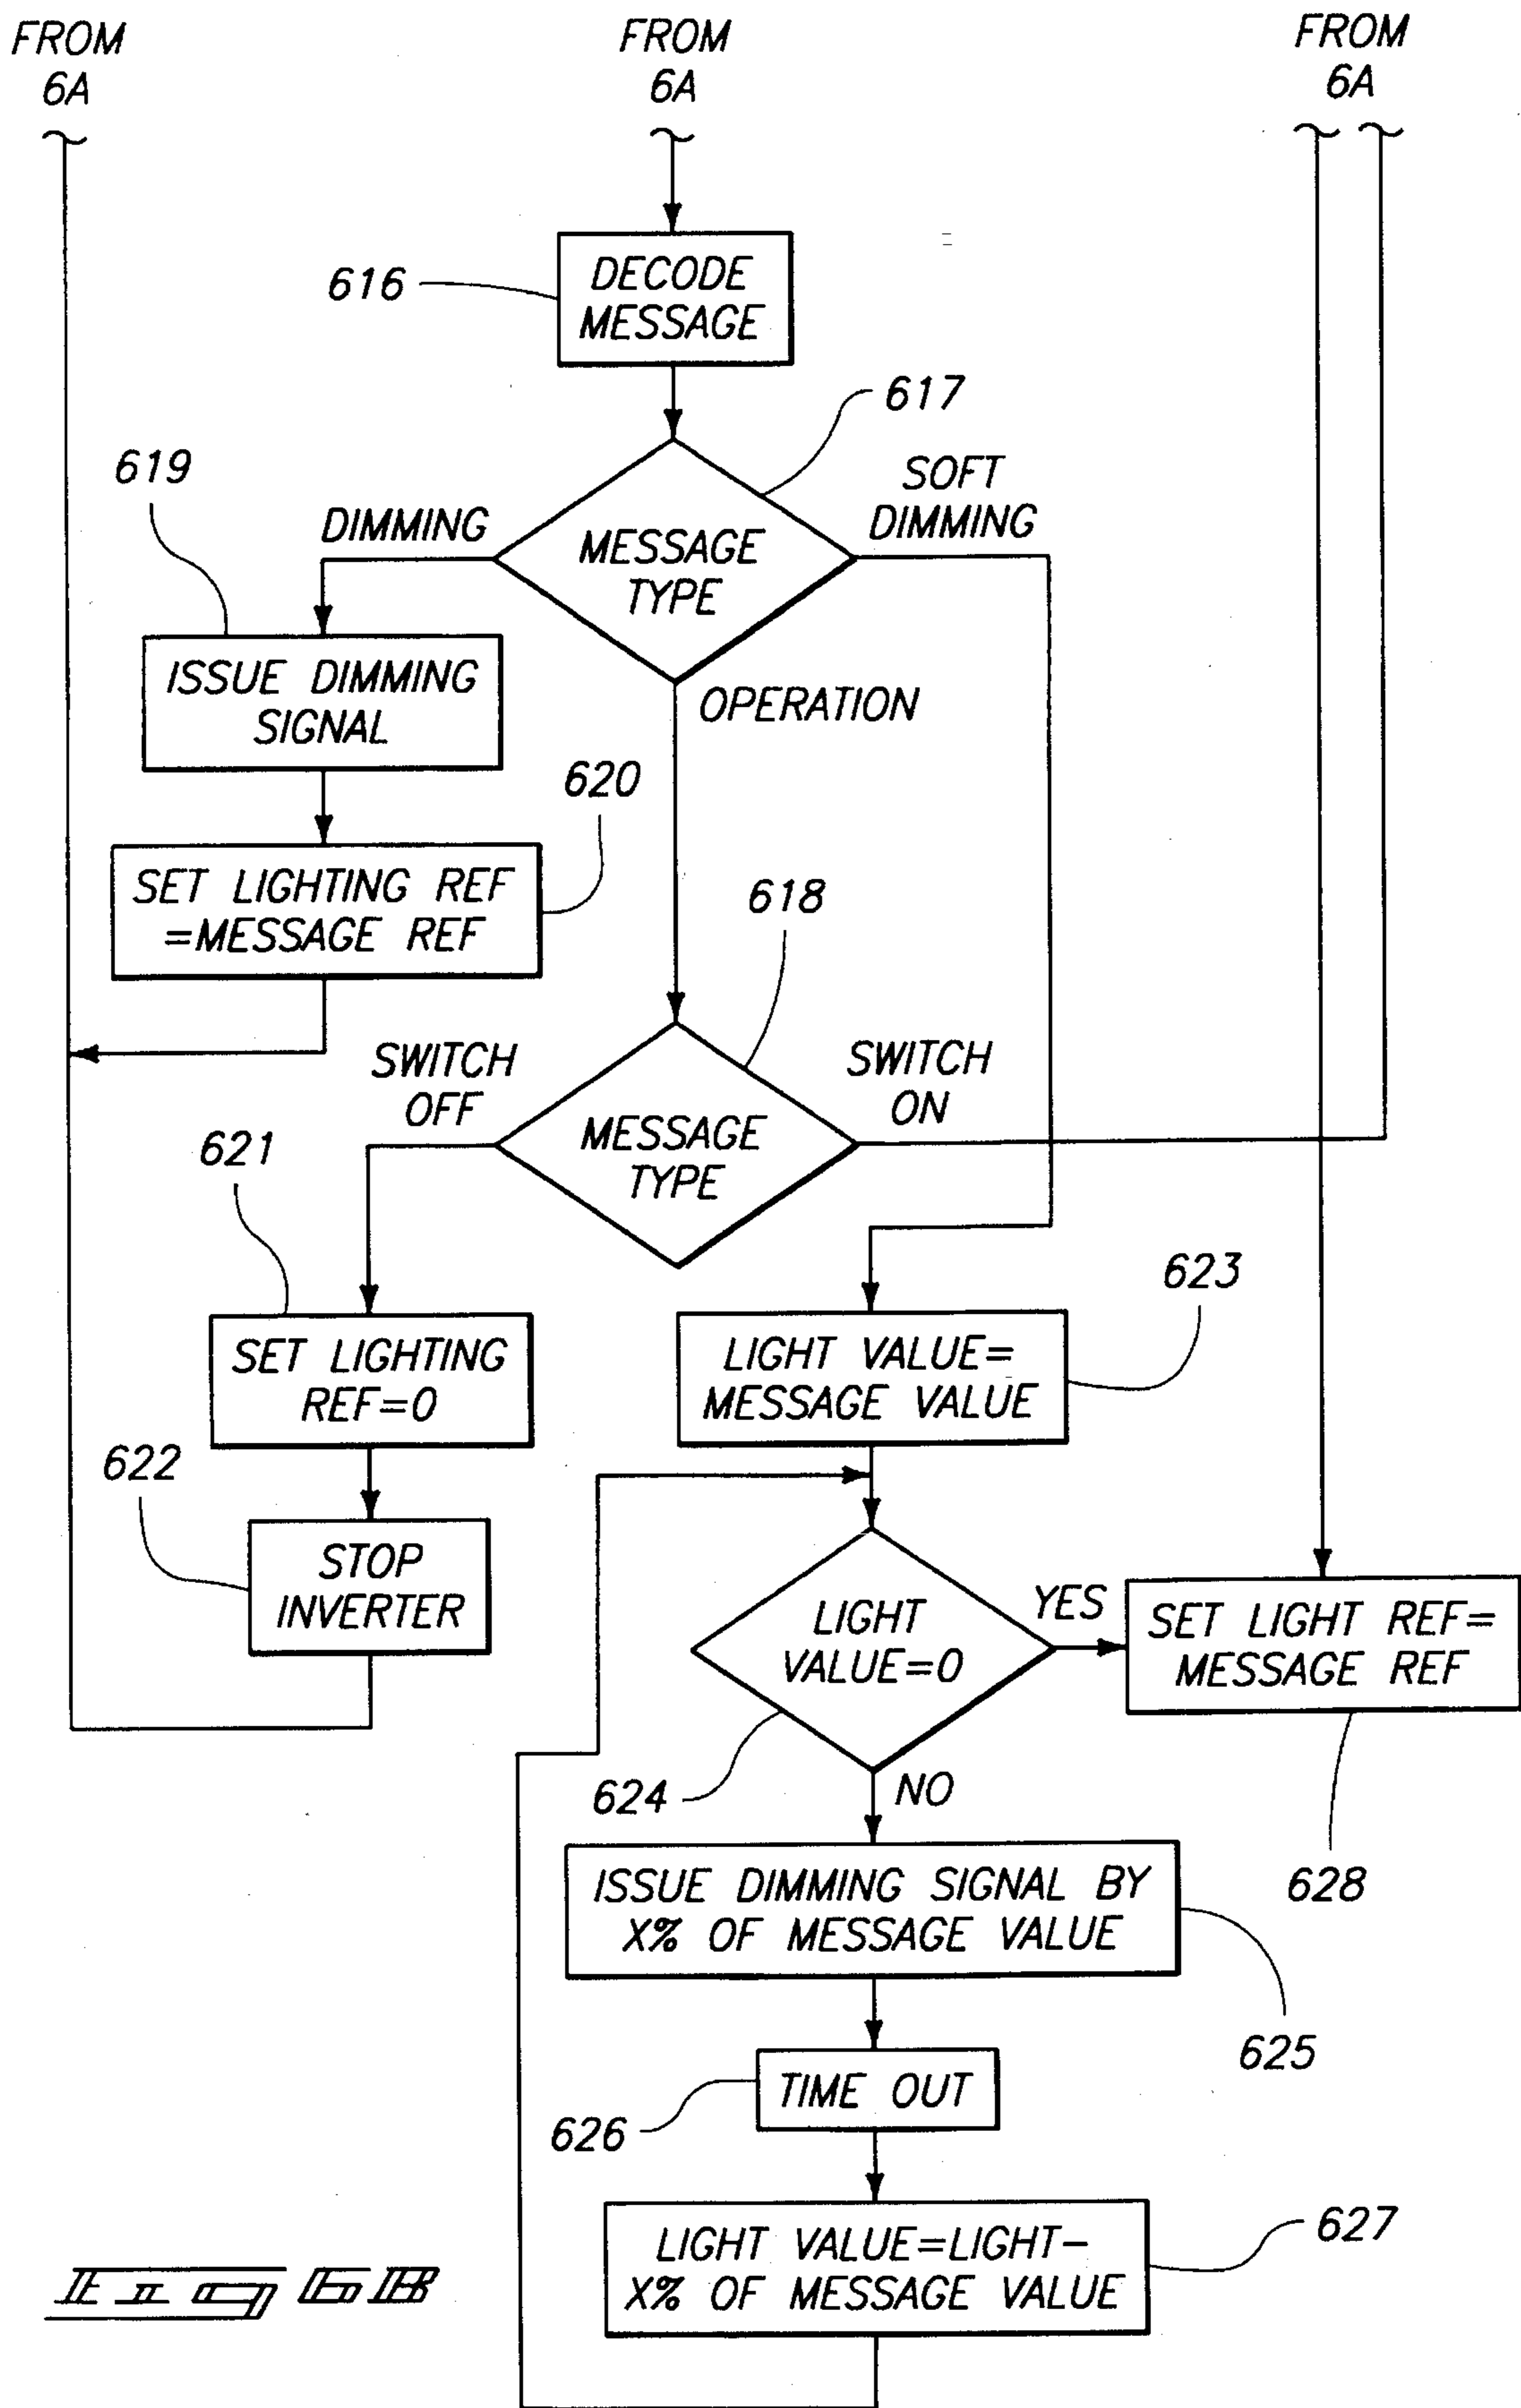 FROM
6A
FROM
6A
FROM
6A
616
DECODE
MESSAGE
617
619
DIMMING
SOFT
DIMMING
MESSAGE
TYPE
ISSUE DIMMING
SIGNAL
OPERATION
620
SET LIGHTING REF
=MESSAGE REF
618
SWITCH
OFF
SWITCH
ON
MESSAGE
TYPE
621
623
SET LIGHTING
REF=0
LIGHT VALUE=
MESSAGE VALUE
622
STOP
INVERTER
LIGHT
VALUE=0
YES
SET LIGHT REF=
MESSAGE REF
624
NO
628
ISSUE DIMMING SIGNAL BY
X% OF MESSAGE VALUE
625
TIME OUT
626
627
LIGHT VALUE=LIGHT-
X% OF MESSAGE VALUE
Fig 6B